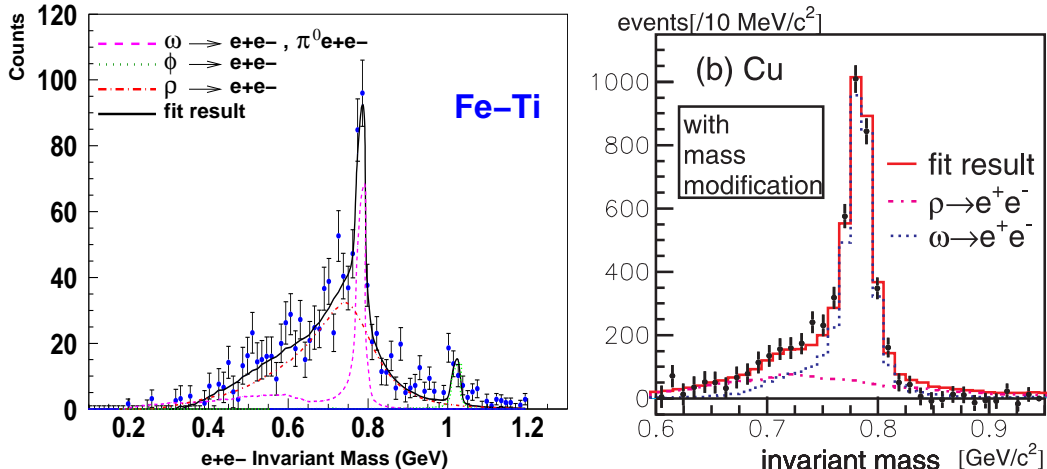 Counts
140
120
100
80
60
40
20
0
ω → e+e− , π⁰e+e−
ϕ → e+e−
ρ → e+e−
fit result
Fe−Ti
0.2
0.4
0.6
0.8
1
1.2
e+e- Invariant Mass (GeV)
events[/10 MeV/c²]
1000
800
600
400
200
0
(b) Cu
with
mass
modification
fit result
ρ→e⁺e⁻
ω→e⁺e⁻
0.6
0.7
0.8
0.9
invariant mass [GeV/c²]